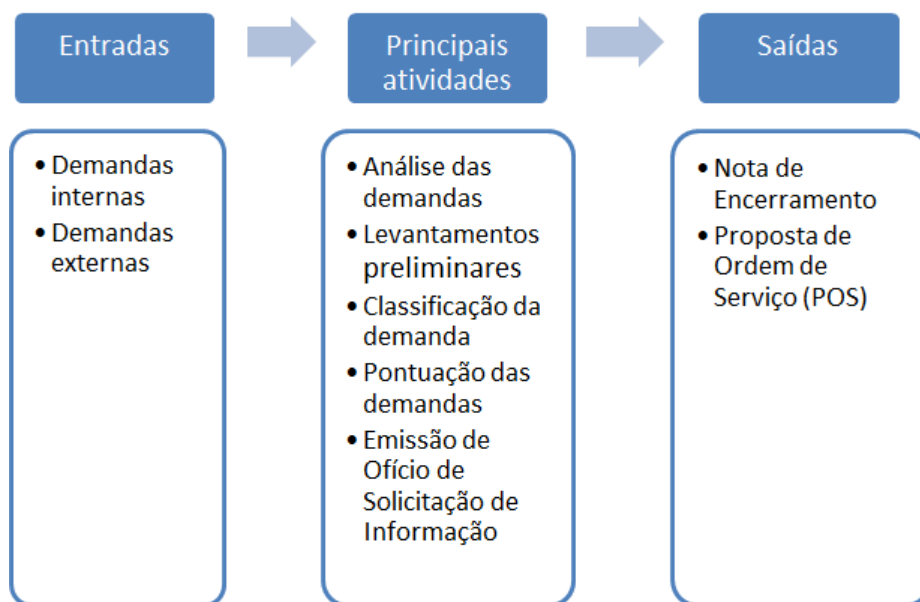 Entradas
Principais
atividades
Saídas
• Demandas
internas
• Demandas
externas
• Análise das
demandas
• Levantamentos
preliminares
• Classificação da
demanda
• Pontuação das
demandas
• Emissão de
Ofício de
Solicitação de
Informação
• Nota de
Encerramento
• Proposta de
Ordem de
Serviço (POS)